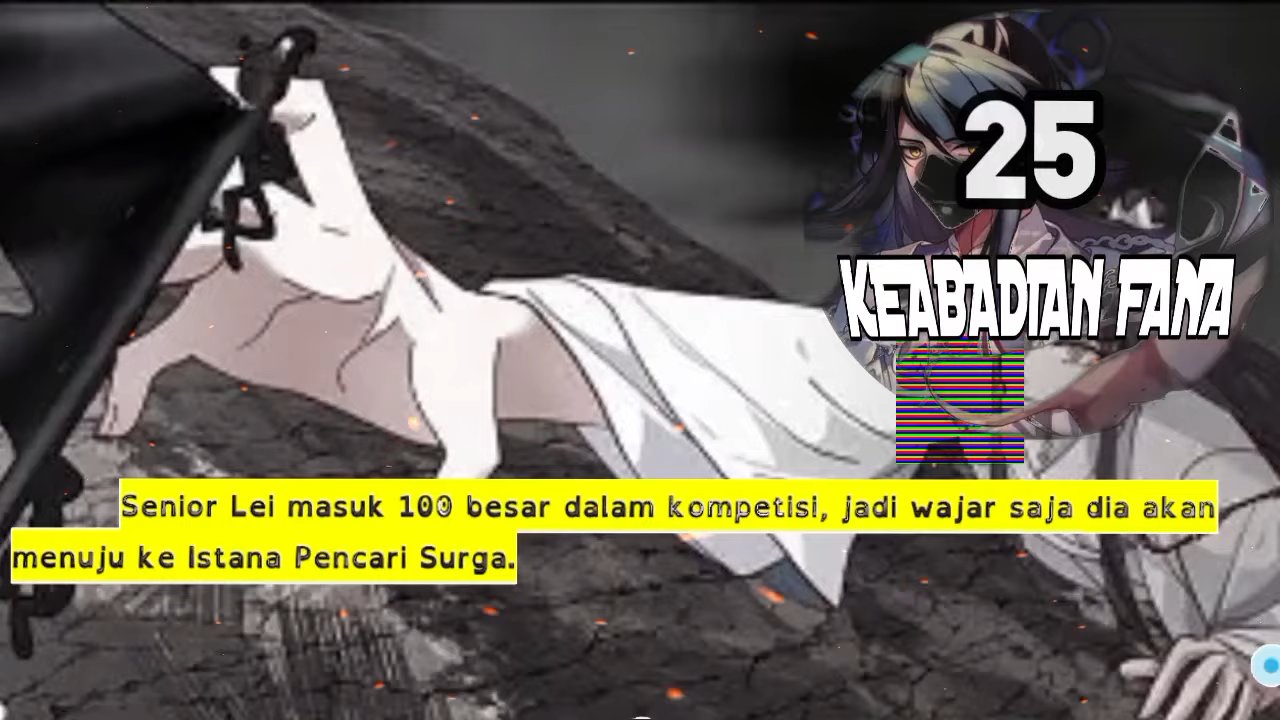 25
KEABADIAN FANA
Senior Lei masuk 100 besar dalam kompetisi, jadi wajar saja dia akan
menuju ke Istana Pencari Surga.